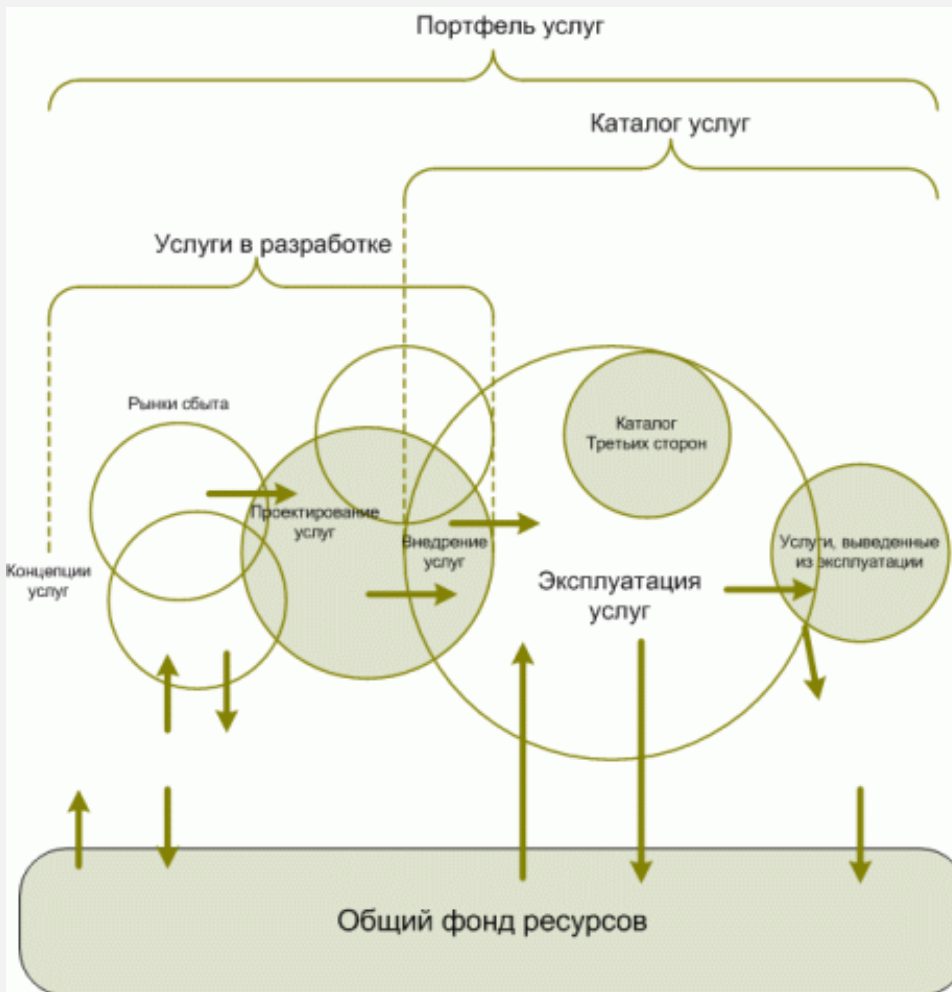 Портфель услуг
Каталог услуг
Услуги в разработке
Рынки сбыта
Каталог
Третьих сторон
Проектирование
услуг
Внедрение
услуг
Услуги, выведенные
из эксплуатации
Концепции
услуг
Эксплуатация
услуг
Общий фонд ресурсов